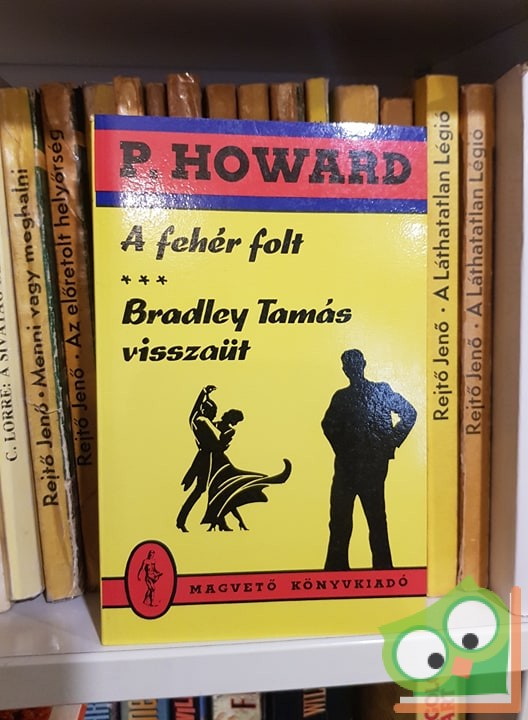 P. HOWARD
A fehér folt
***
Bradley Tamás
visszaüt
MAGVETŐ KÖNYVKIADÓ
Rejtő Jenő • Menni vagy meghalni
Rejtő Jenő • Az előretolt helyőrség
Rejtő Jenő • A Láthatatlan Légió
Rejtő Jenő • A Láthatatlan Légió